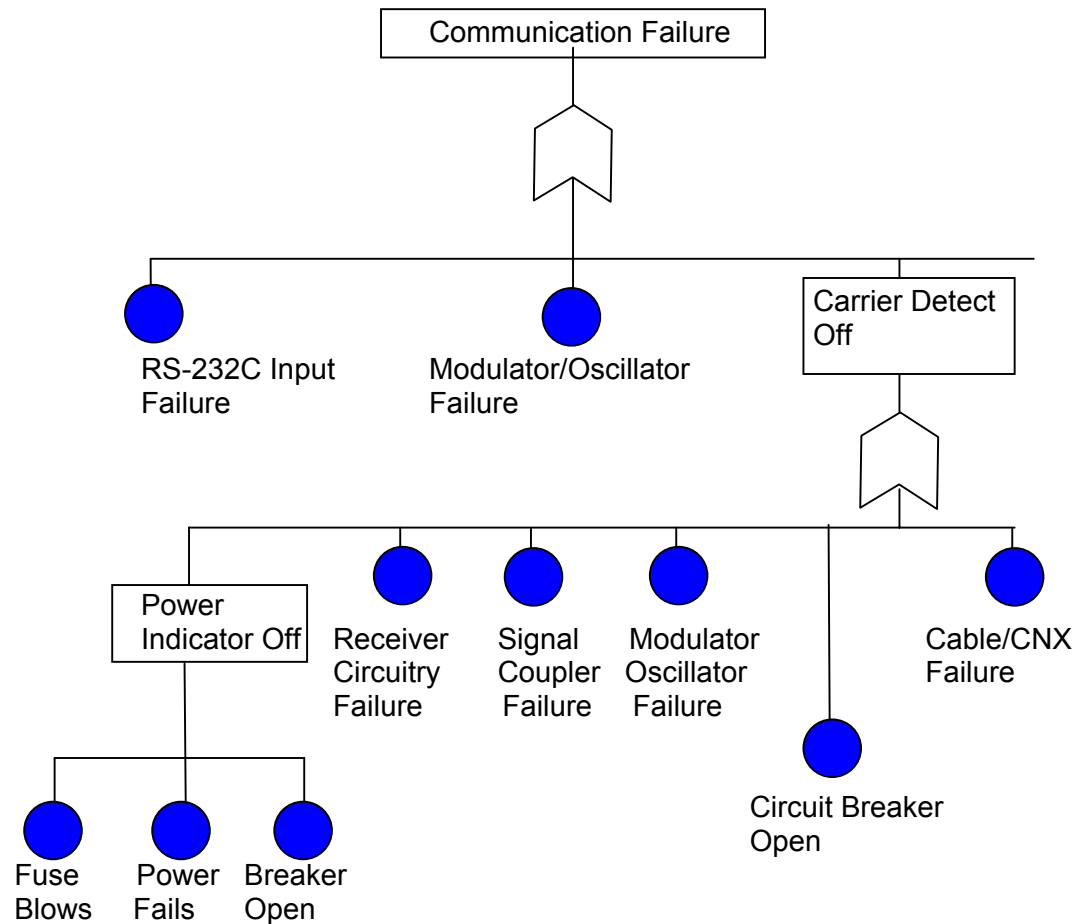 Communication Failure
Carrier Detect
Off
RS-232C Input
Failure
Modulator/Oscillator
Failure
Power
Indicator Off
Receiver
Circuitry
Failure
Signal
Coupler
Failure
Modulator
Oscillator
Failure
Cable/CNX
Failure
Circuit Breaker
Open
Fuse
Blows
Power
Fails
Breaker
Open